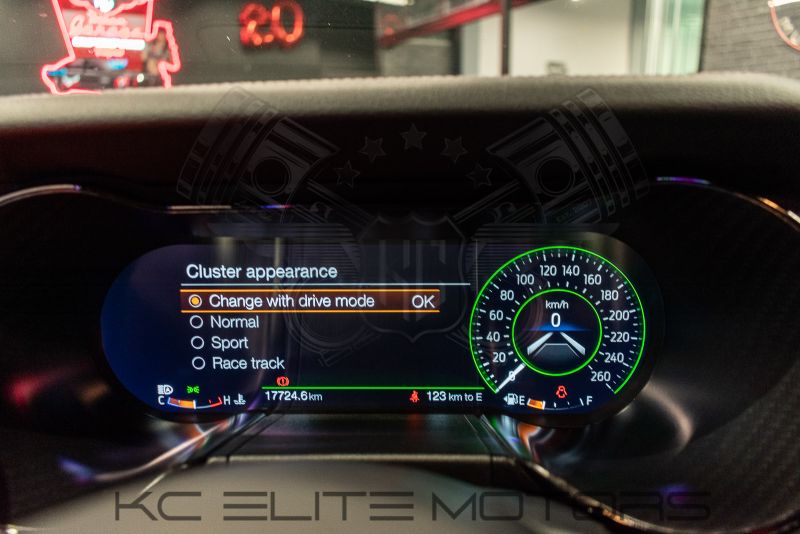 2.0
Cluster appearance
Change with drive mode OK
Normal
Sport
Race track
0 20 40 60 80 100 120 140 160 180 200 220 240 260
km/h
0
C H
17724.6 km
123 km to E
E F
KC ELITE MOTORS